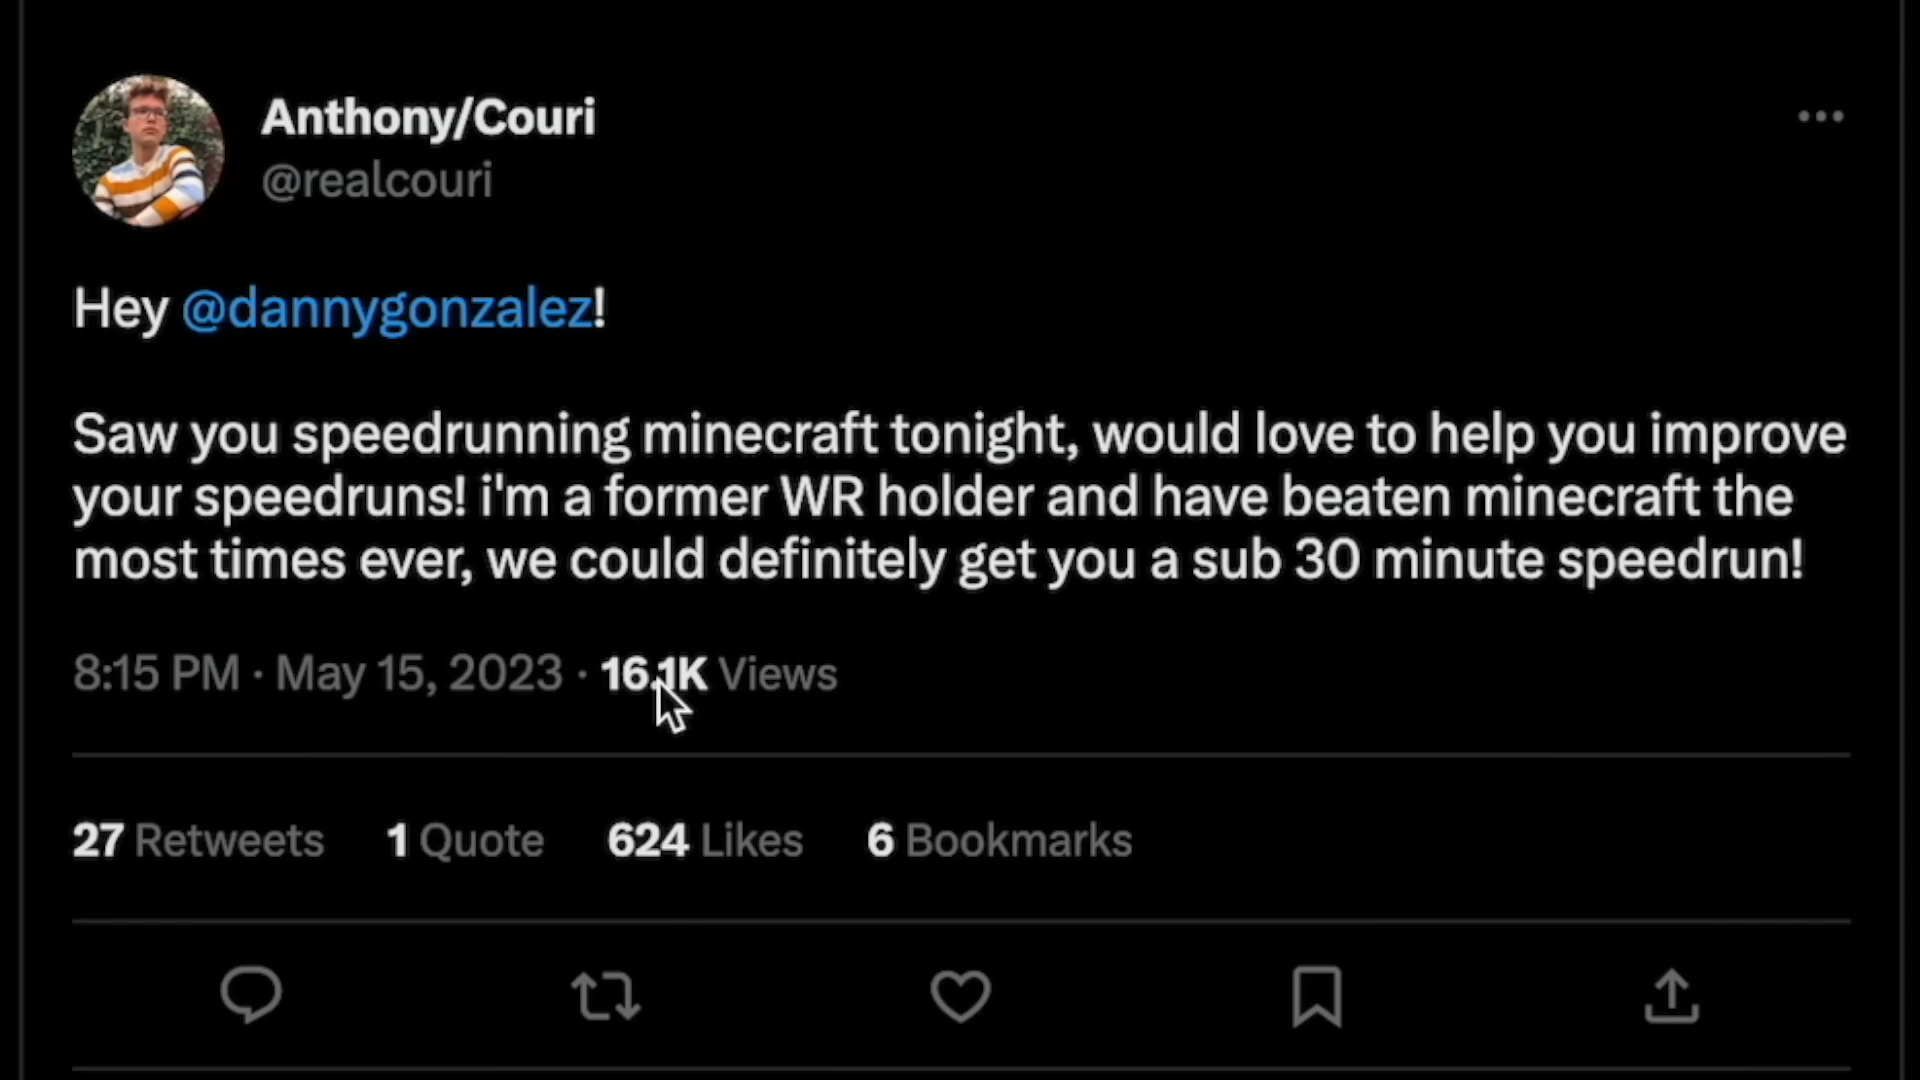 Anthony/Couri
@realcouri
Hey @dannygonzalez!
Saw you speedrunning minecraft tonight, would love to help you improve
your speedruns! i'm a former WR holder and have beaten minecraft the
most times ever, we could definitely get you a sub 30 minute speedrun!
8:15 PM · May 15, 2023 · 16.1K Views
27 Retweets 1 Quote 624 Likes 6 Bookmarks